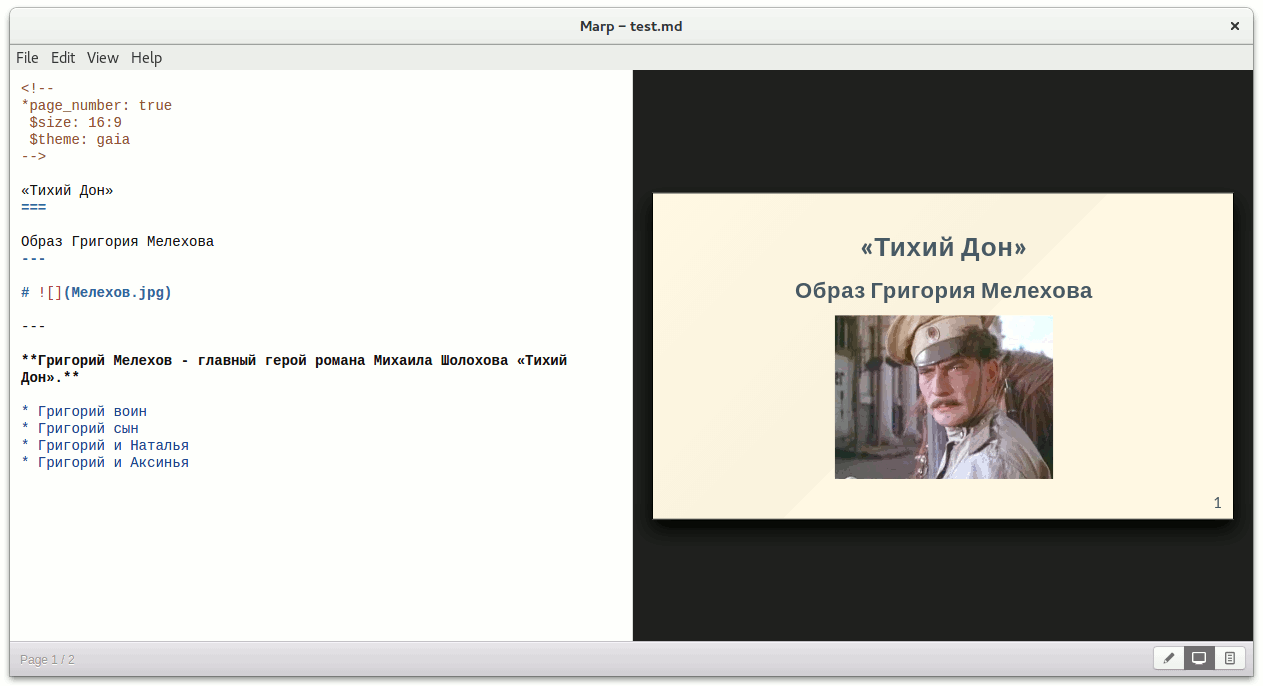 Marp – test.md
File Edit View Help
<!--
*page_number: true
$size: 16:9
$theme: gaia
-->
«Тихий Дон»
===
Образ Григория Мелехова
---
# ![](Мелехов.jpg)
---
**Григорий Мелехов - главный герой романа Михаила Шолохова «Тихий
Дон».**
* Григорий воин
* Григорий сын
* Григорий и Наталья
* Григорий и Аксинья
«Тихий Дон»
Образ Григория Мелехова
1
Page 1 / 2